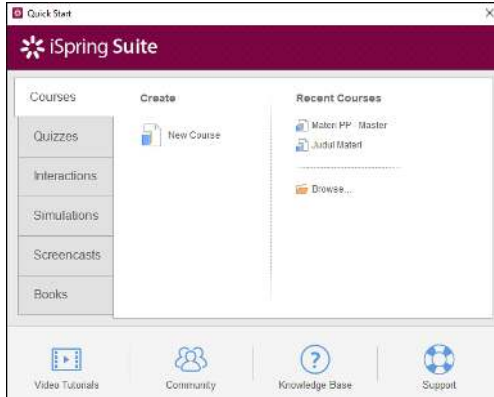 Quick Start
iSpring Suite
Courses
Quizzes
Interactions
Simulations
Screencasts
Books
Create
New Course
Recent Courses
Materi PP - Master
Judul Materi
Browse...
Video Tutorials
Community
Knowledge Base
Support